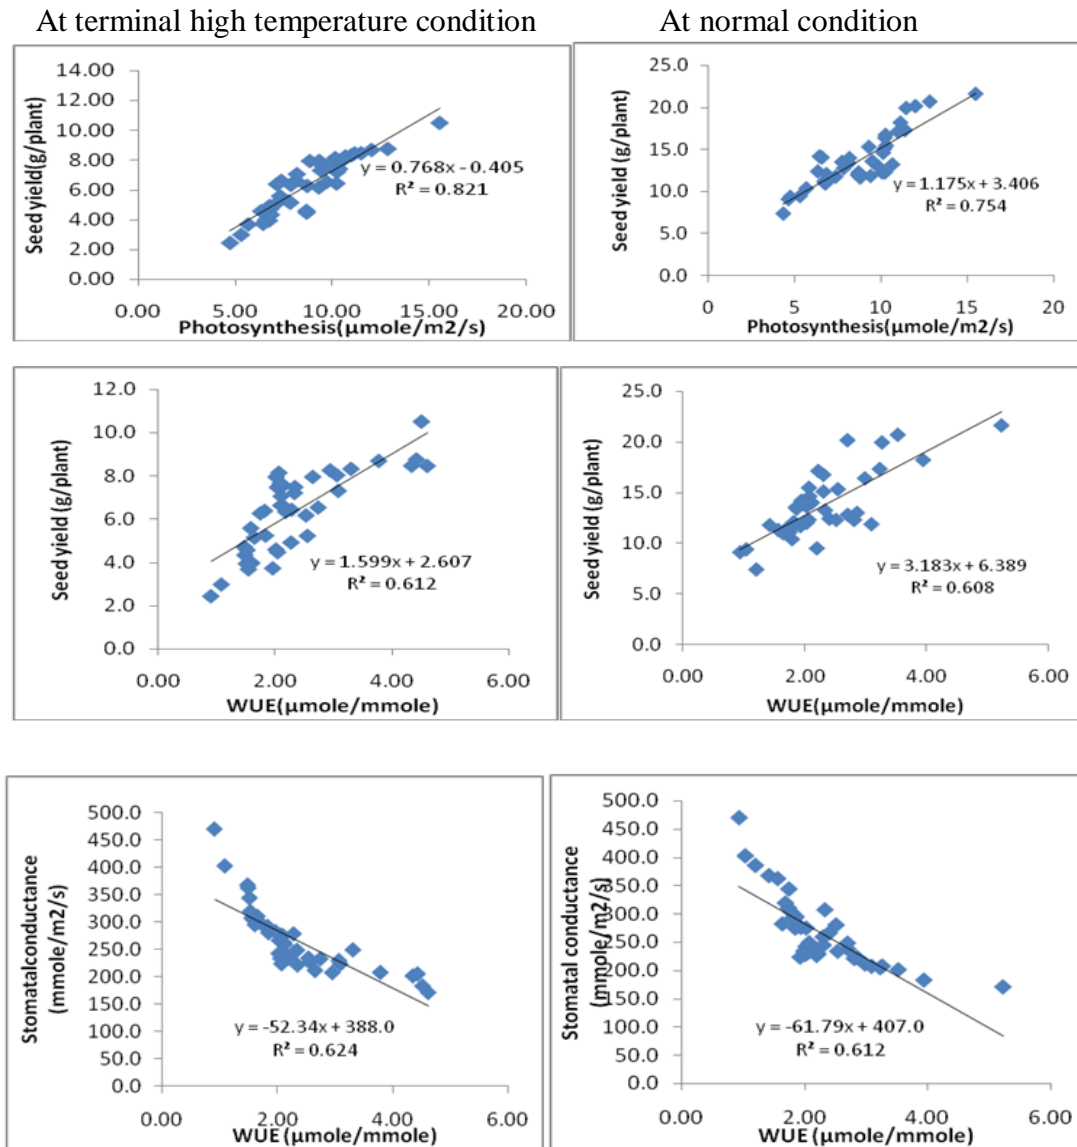 At terminal high temperature condition
At normal condition
Seed yield(g/plant)
14.00
12.00
10.00
8.00
6.00
4.00
2.00
0.00
y = 0.768x - 0.405
R² = 0.821
0.00 5.00 10.00 15.00 20.00
Photosynthesis(µmole/m2/s)
Seed yield (g/plant)
25.0
20.0
15.0
10.0
5.0
0.0
y = 1.175x + 3.406
R² = 0.754
0 5 10 15 20
Photosynthesis(µmole/m2/s)
Seed yield (g/plant)
12.0
10.0
8.0
6.0
4.0
2.0
0.0
y = 1.599x + 2.607
R² = 0.612
0.00 2.00 4.00 6.00
WUE(µmole/mmole)
Seed yield (g/plant)
25.0
20.0
15.0
10.0
5.0
0.0
y = 3.183x + 6.389
R² = 0.608
0.00 2.00 4.00 6.00
WUE(µmole/mmole)
Stomatalconductance
(mmole/m2/s)
500.0
450.0
400.0
350.0
300.0
250.0
200.0
150.0
100.0
50.0
0.0
y = -52.34x + 388.0
R² = 0.624
0.00 2.00 4.00 6.00
WUE (µmole/mmole)
Stomatal conductance
(mmole/m2/s)
500.0
450.0
400.0
350.0
300.0
250.0
200.0
150.0
100.0
50.0
0.0
y = -61.79x + 407.0
R² = 0.612
0.00 2.00 4.00 6.00
WUE (µmole/mmole)